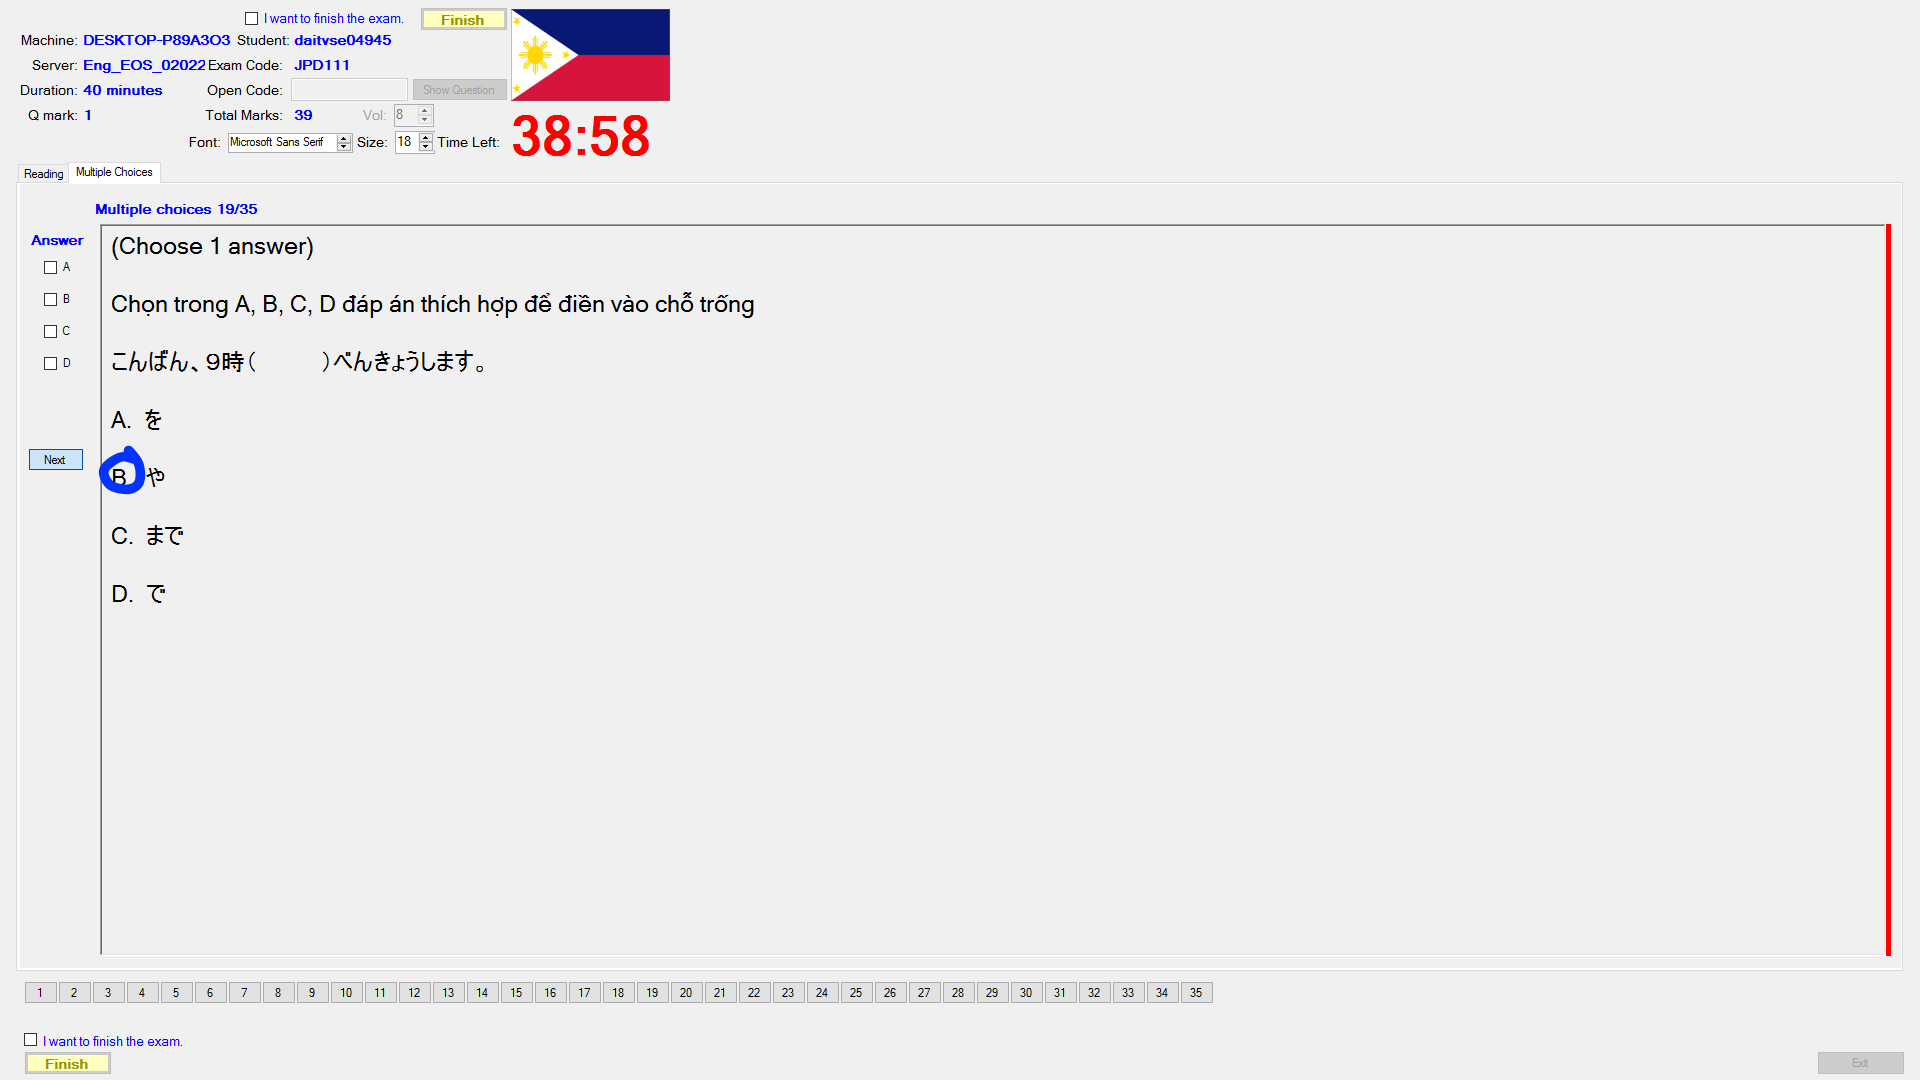 I want to finish the exam.
Finish
Machine: DESKTOP-P89A3O3 Student: daitvse04945
Server: Eng_EOS_02022 Exam Code: JPD111
Duration: 40 minutes Open Code: Show Question
Q mark: 1 Total Marks: 39 Vol: 8
Font: Microsoft Sans Serif Size: 18 Time Left: 38:58
Reading Multiple Choices
Multiple choices 19/35
Answer
A
B
C
D
Next
(Choose 1 answer)
Chọn trong A, B, C, D đáp án thích hợp để điền vào chỗ trống
こんばん、９時（　　　）べんきょうします。
A. を
B や
C. まで
D. で
1 2 3 4 5 6 7 8 9 10 11 12 13 14 15 16 17 18 19 20 21 22 23 24 25 26 27 28 29 30 31 32 33 34 35
I want to finish the exam.
Finish
Exit